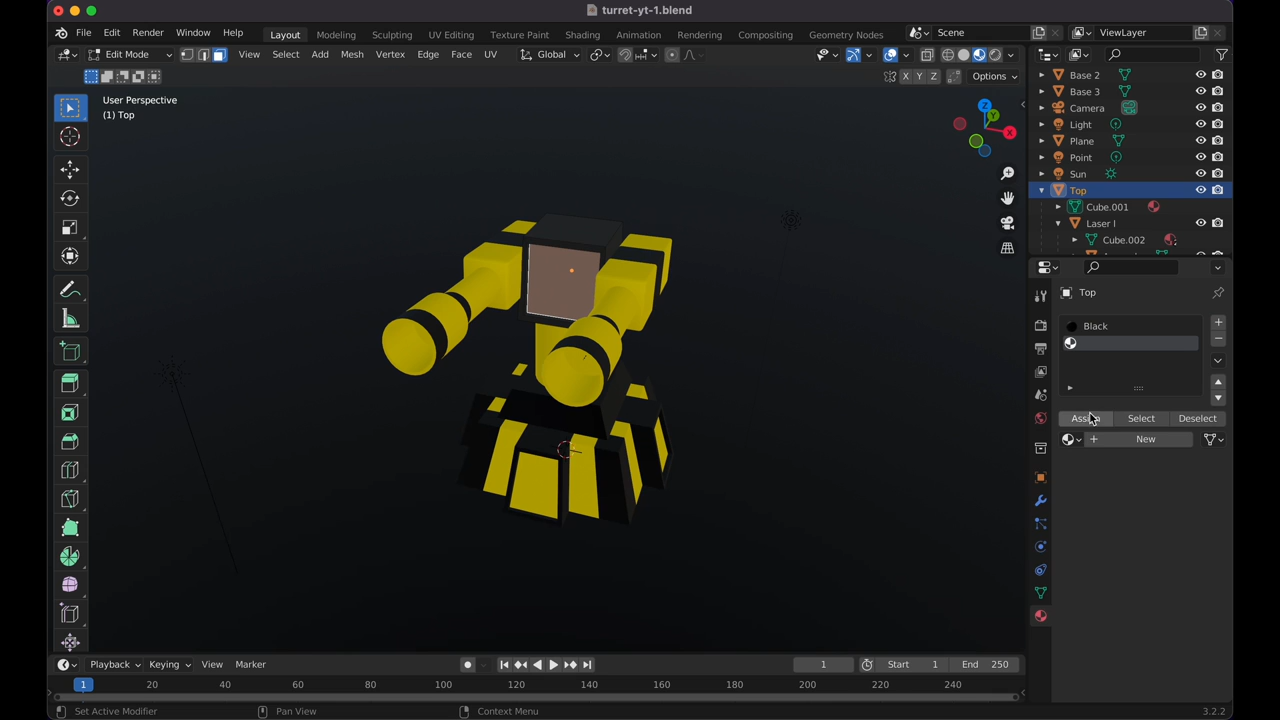 turret-yt-1.blend
File Edit Render Window Help Layout Modeling Sculpting UV Editing Texture Paint Shading Animation Rendering Compositing Geometry Nodes Scene ViewLayer
Edit Mode View Select Add Mesh Vertex Edge Face UV Global
X Y Z Options
User Perspective
(1) Top
Z
Y
X
Base 2
Base 3
Camera
Light
Plane
Point
Sun
Top
Cube.001
Laser I
Cube.002
Top
Black
Select Deselect
New
Playback Keying View Marker 1 Start 1 End 250
1 20 40 60 80 100 120 140 160 180 200 220 240
Set Active Modifier Pan View Context Menu 3.2.2